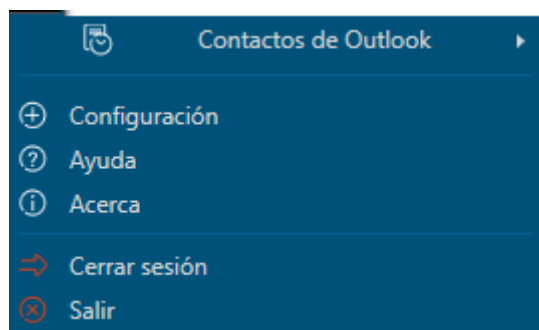 Contactos de Outlook
Configuración
Ayuda
Acerca
Cerrar sesión
Salir